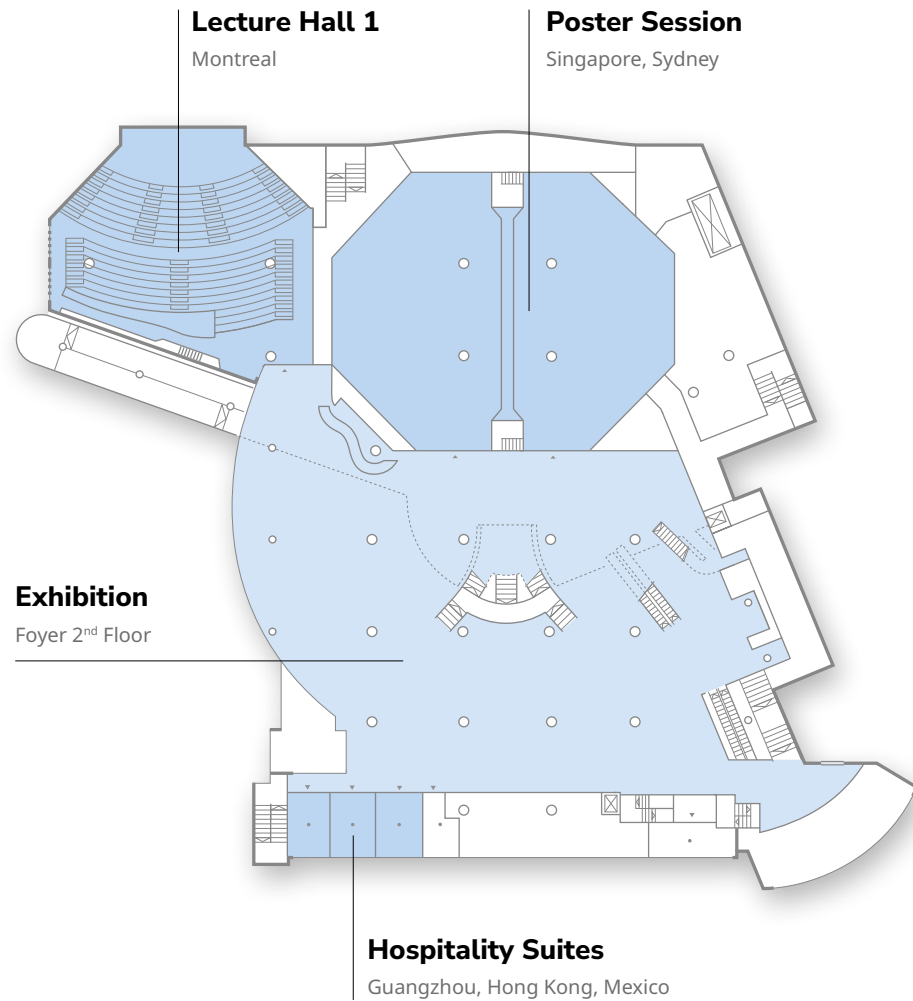 Lecture Hall 1
Montreal
Poster Session
Singapore, Sydney
Exhibition
Foyer 2nd Floor
Hospitality Suites
Guangzhou, Hong Kong, Mexico